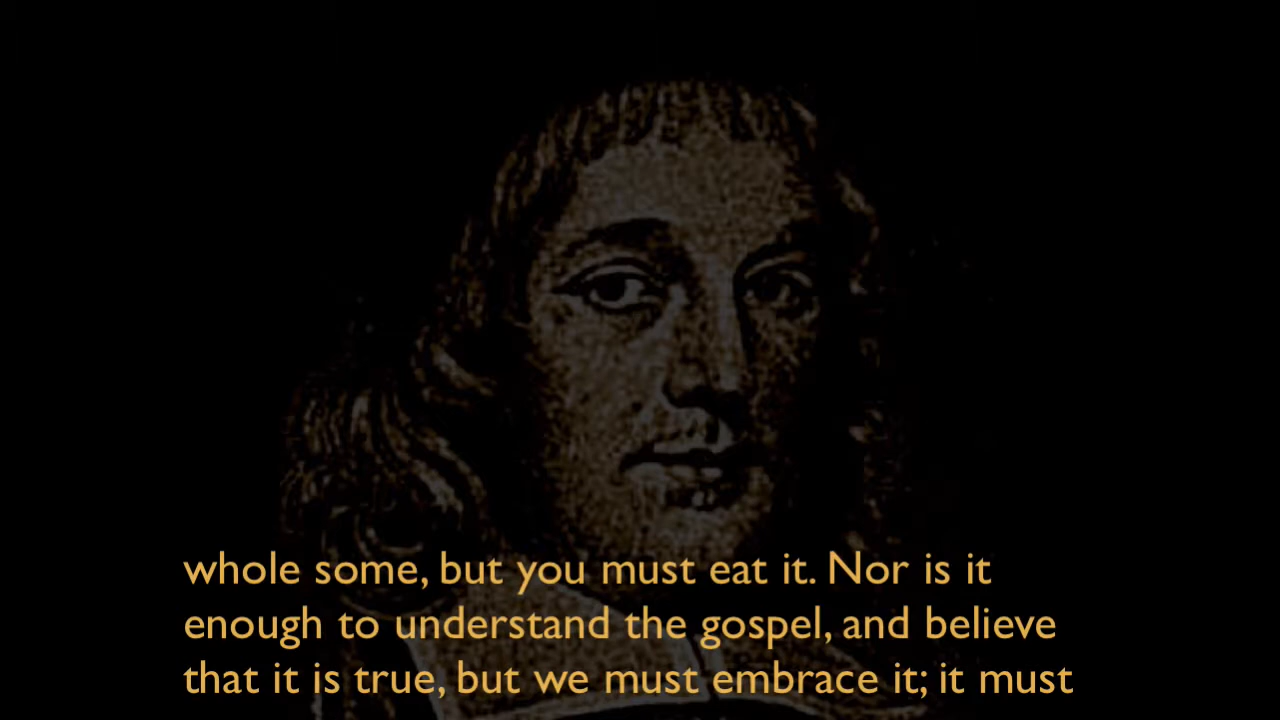 whole some, but you must eat it. Nor is it
enough to understand the gospel, and believe
that it is true, but we must embrace it; it must